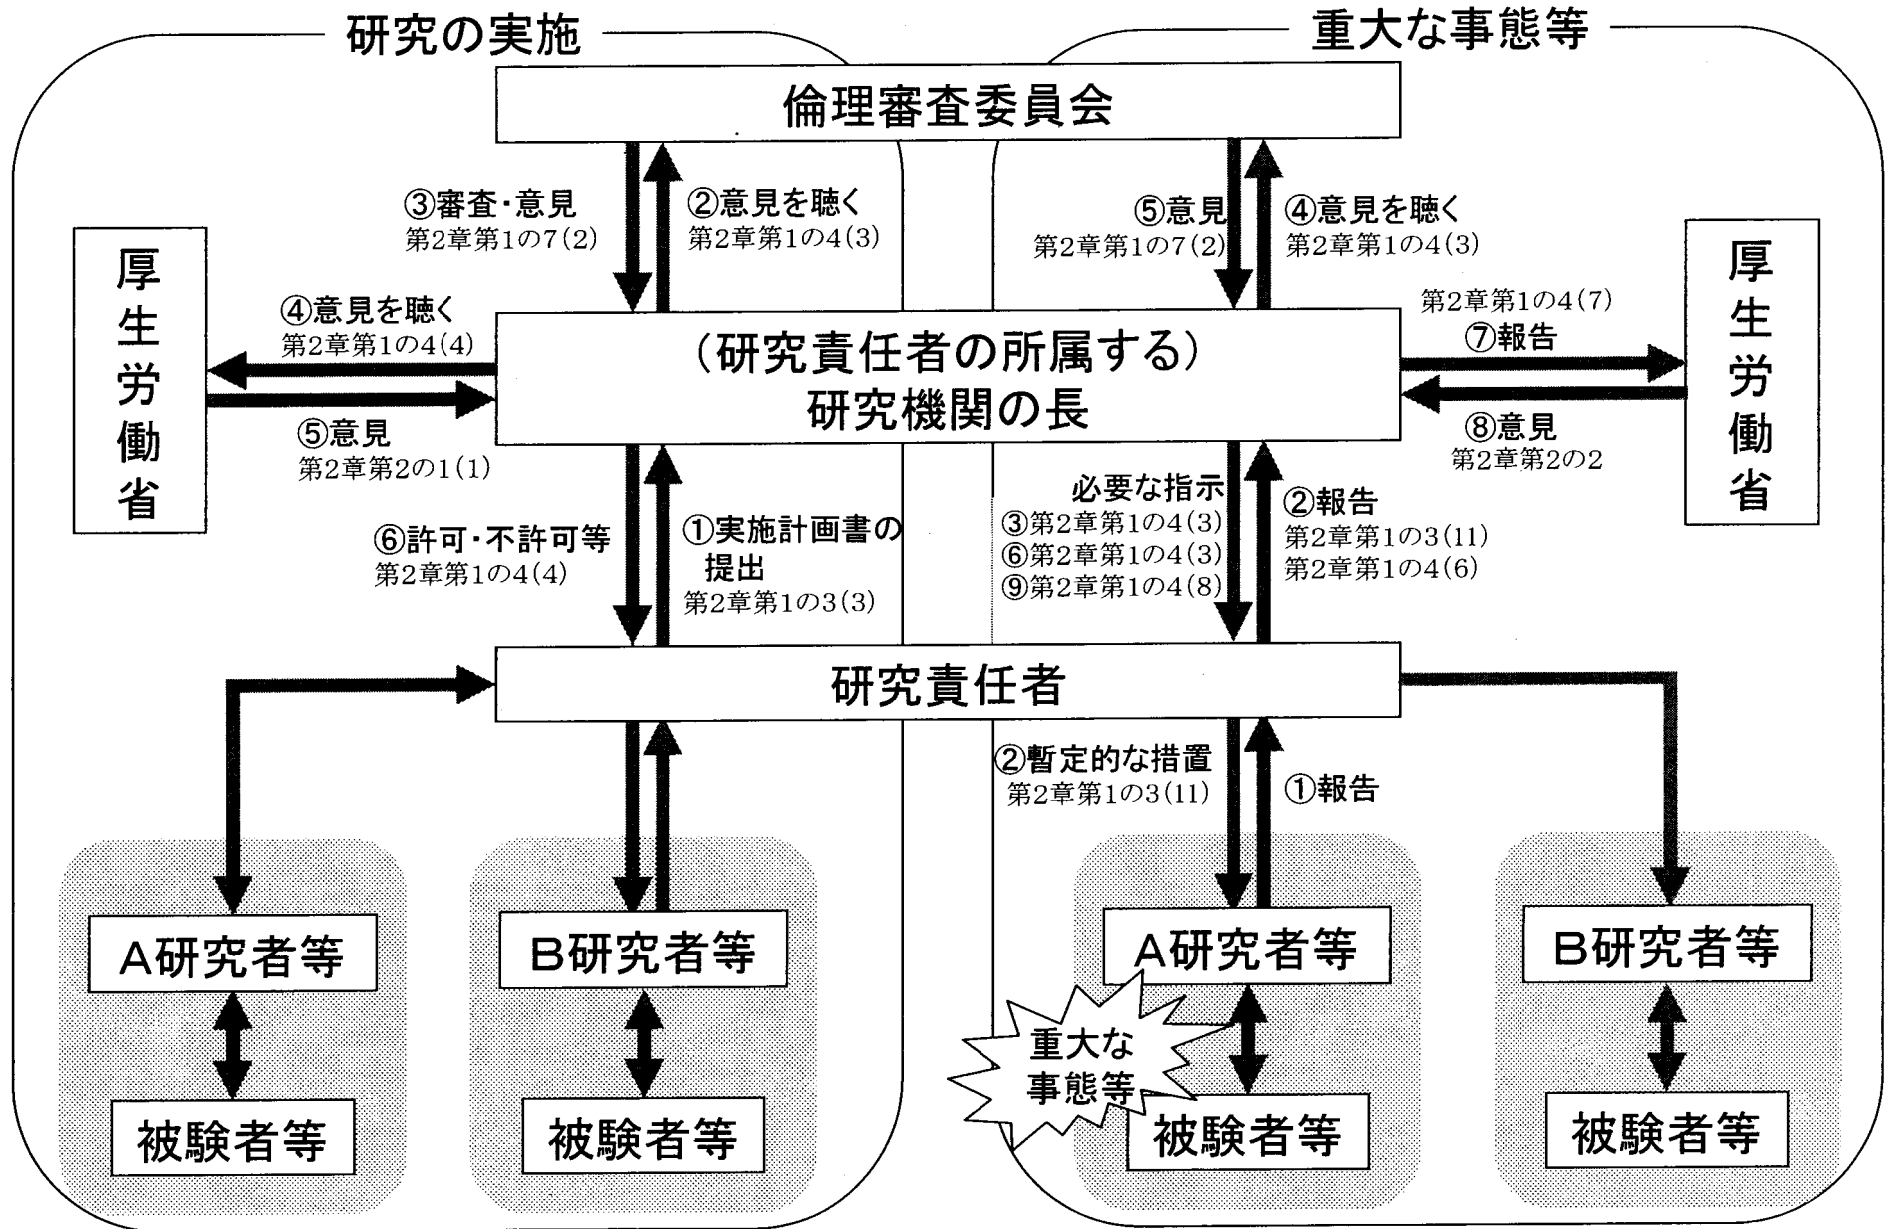 研究の実施
重大な事態等
倫理審査委員会
③審査・意見
第2章第1の7(2)
②意見を聴く
第2章第1の4(3)
⑤意見
第2章第1の7(2)
④意見を聴く
第2章第1の4(3)
厚生労働省
④意見を聴く
第2章第1の4(4)
⑤意見
第2章第2の1(1)
(研究責任者の所属する)
研究機関の長
第2章第1の4(7)
⑦報告
⑧意見
第2章第2の2
厚生労働省
⑥許可・不許可等
第2章第1の4(4)
①実施計画書の
提出
第2章第1の3(3)
必要な指示
③第2章第1の4(3)
⑥第2章第1の4(3)
⑨第2章第1の4(8)
②報告
第2章第1の3(11)
第2章第1の4(6)
研究責任者
②暫定的な措置
第2章第1の3(11)
①報告
A研究者等
B研究者等
A研究者等
B研究者等
重大な
事態等
被験者等
被験者等
被験者等
被験者等